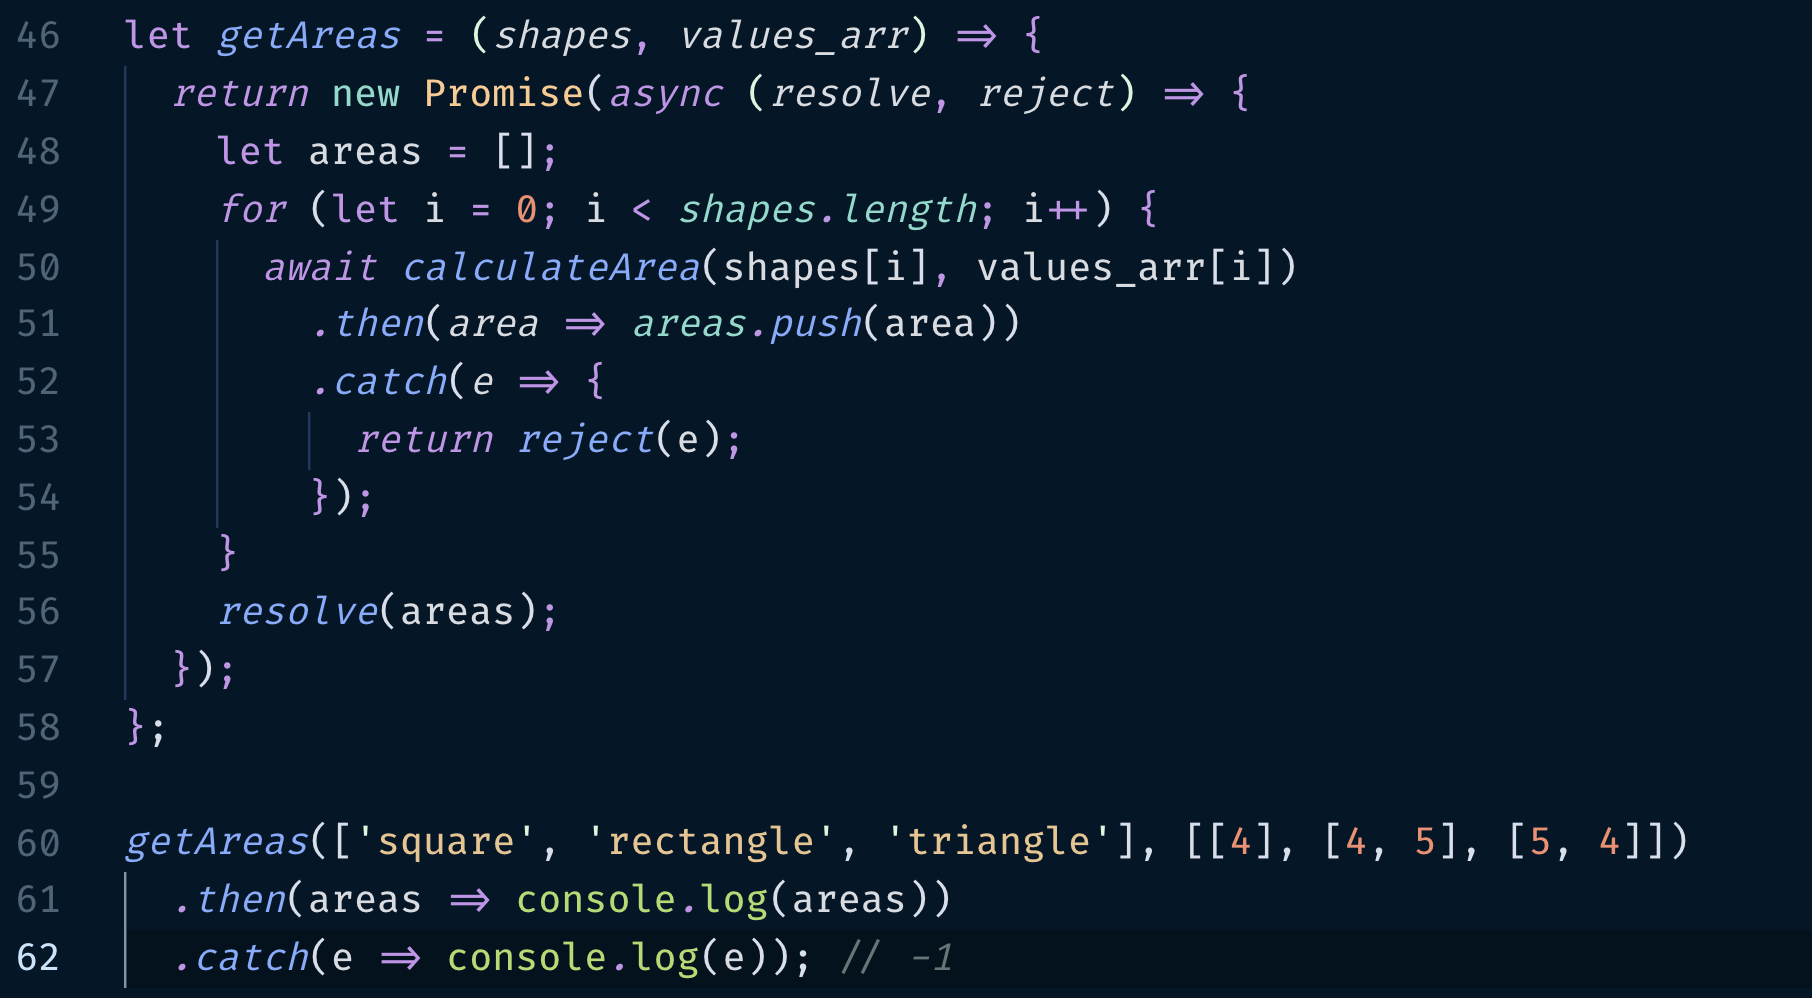 46 let getAreas = (shapes, values_arr) => {
47 return new Promise(async (resolve, reject) => {
48 let areas = [];
49 for (let i = 0; i < shapes.length; i++) {
50 await calculateArea(shapes[i], values_arr[i])
51 .then(area => areas.push(area))
52 .catch(e => {
53 return reject(e);
54 });
55 }
56 resolve(areas);
57 });
58 };
59
60 getAreas(['square', 'rectangle', 'triangle'], [[4], [4, 5], [5, 4]])
61 .then(areas => console.log(areas))
62 .catch(e => console.log(e)); // -1